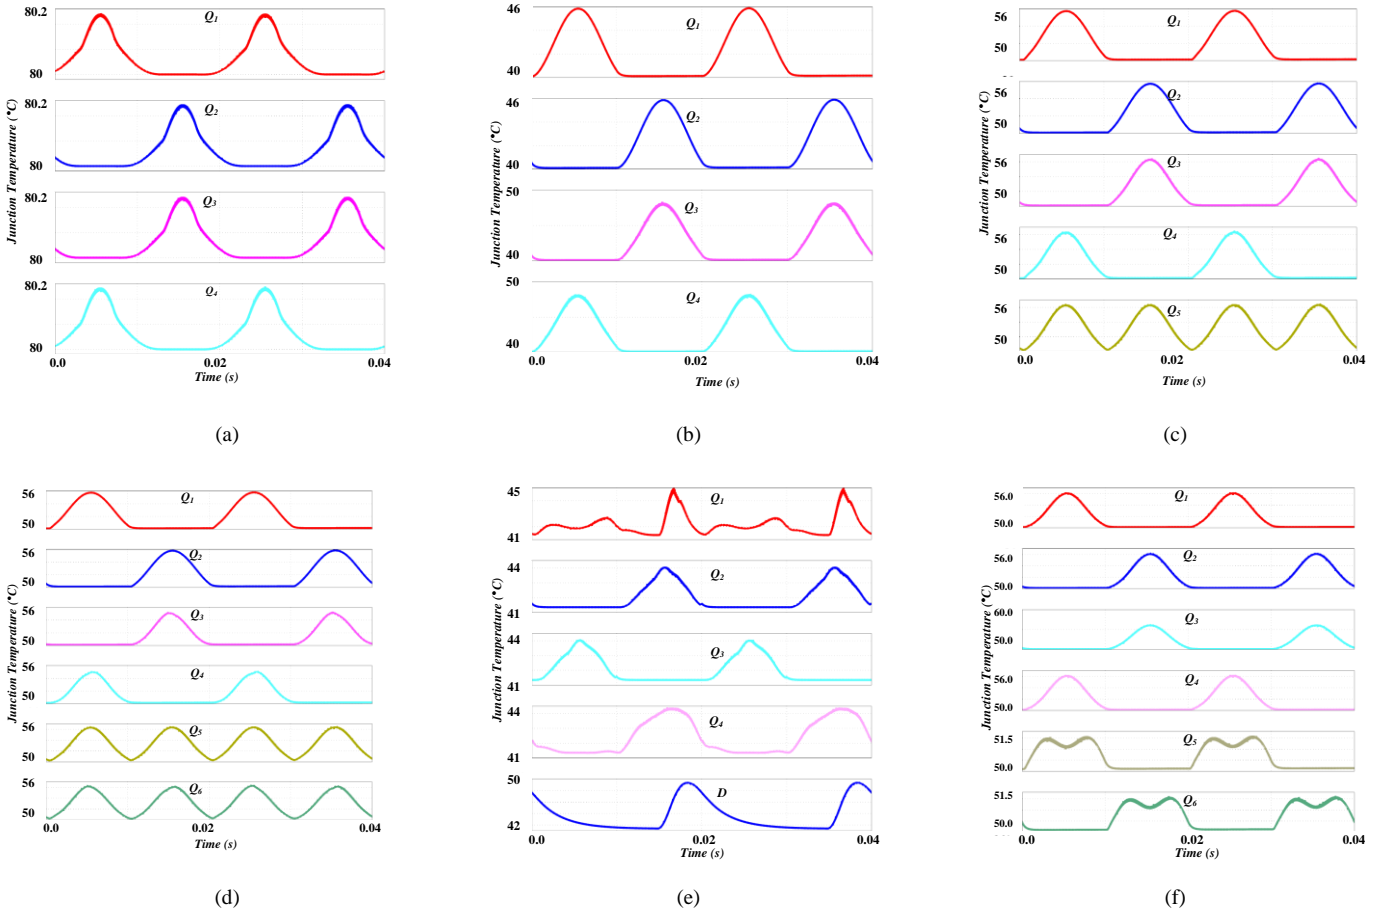 80.2
Q1
80
80.2
Q2
80
80.2
Q3
80
80.2
Q4
80
0.0
0.02
0.04
Time (s)
Junction Temperature (°C)
(a)
46
Q1
40
46
Q2
40
50
Q3
40
50
Q4
40
0.0
0.02
0.04
Time (s)
Junction Temperature (°C)
(b)
56
Q1
50
56
Q2
50
56
Q3
50
56
Q4
50
56
Q5
50
0.0
0.02
0.04
Time (s)
Junction Temperature (°C)
(c)
56
Q1
50
56
Q2
50
56
Q3
50
56
Q4
50
56
Q5
50
56
Q6
50
0.0
0.02
0.04
Time (s)
Junction Temperature (°C)
(d)
45
Q1
41
44
Q2
41
44
Q3
41
44
Q4
41
50
D
42
0.0
0.02
0.04
Time (s)
Junction Temperature (°C)
(e)
56.0
Q1
50.0
56.0
Q2
50.0
60.0
Q3
50.0
56.0
Q4
50.0
51.5
Q5
50.0
51.5
Q6
50.0
0.0
0.02
0.04
Time (s)
Junction Temperature (°C)
(f)